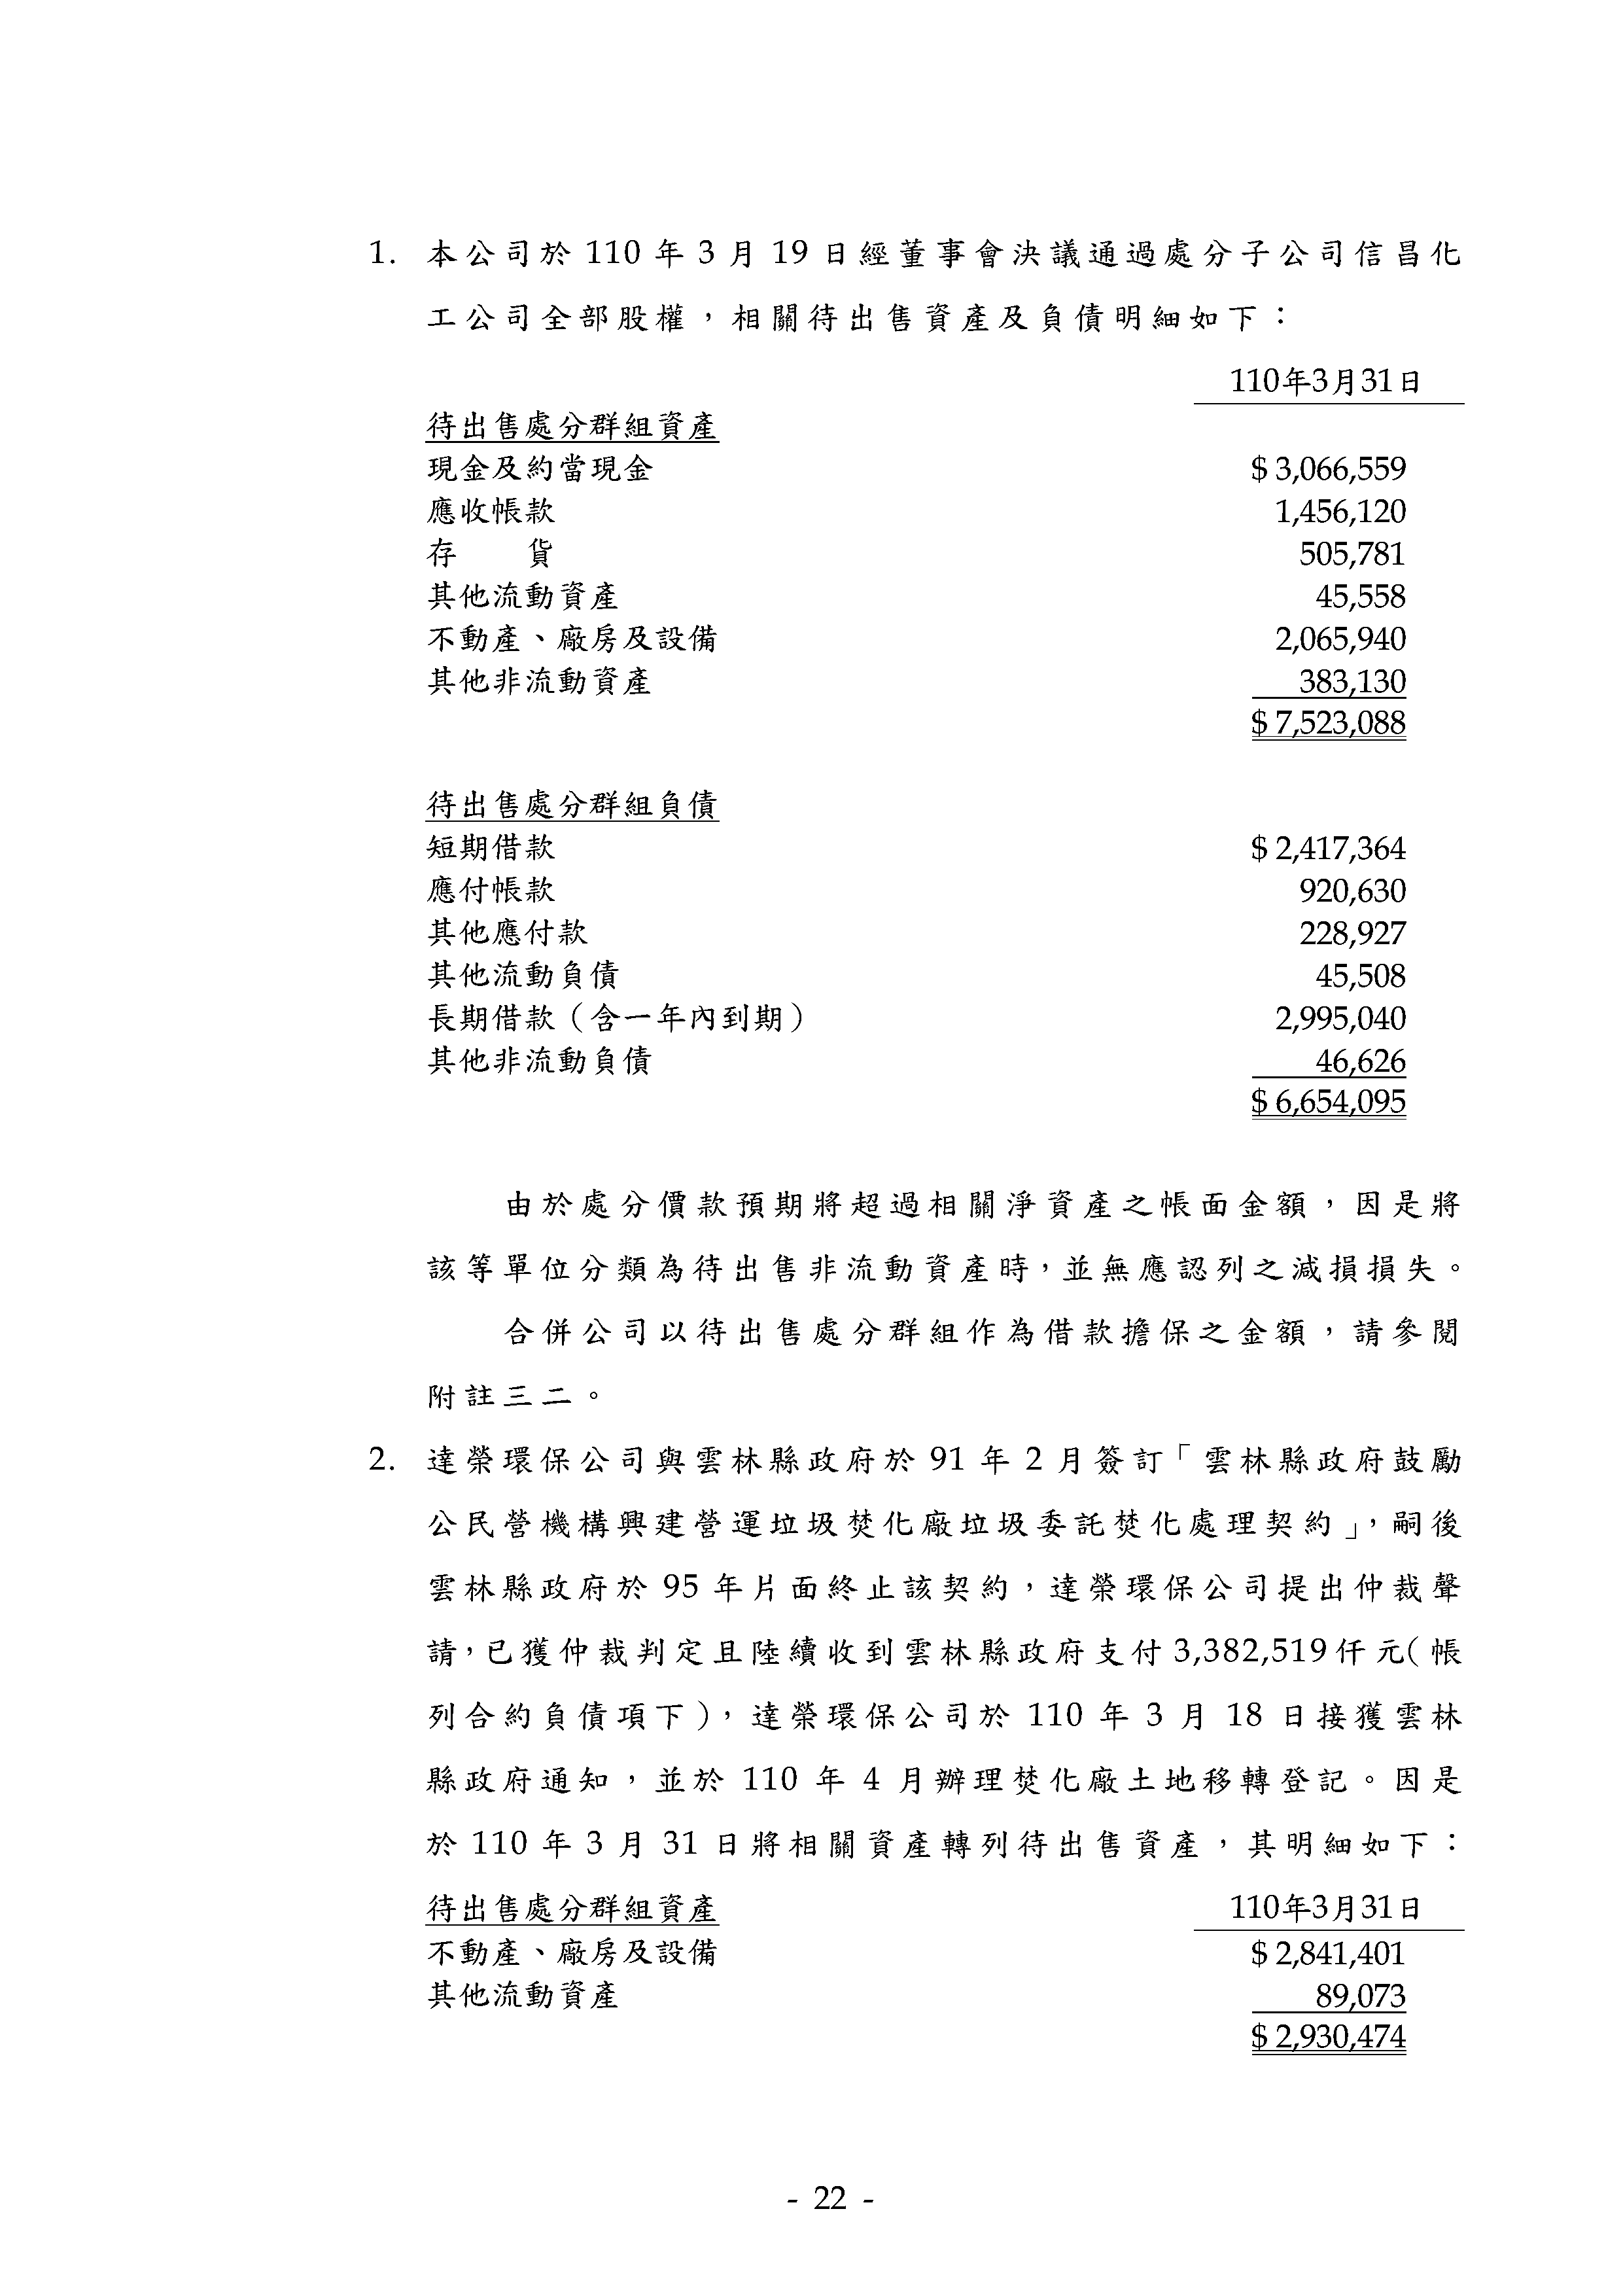 1. 本公司於 110 年 3 月 19 日經董事會決議通過處分子公司信昌化
工公司全部股權，相關待出售資產及負債明細如下：
110年3月31日
待出售處分群組資產
現金及約當現金 $ 3,066,559
應收帳款 1,456,120
存　　貨 505,781
其他流動資產 45,558
不動產、廠房及設備 2,065,940
其他非流動資產 383,130
$ 7,523,088
待出售處分群組負債
短期借款 $ 2,417,364
應付帳款 920,630
其他應付款 228,927
其他流動負債 45,508
長期借款（含一年內到期） 2,995,040
其他非流動負債 46,626
$ 6,654,095
由於處分價款預期將超過相關淨資產之帳面金額，因是將
該等單位分類為待出售非流動資產時，並無應認列之減損損失。
合併公司以待出售處分群組作為借款擔保之金額，請參閱
附註三二。
2. 達榮環保公司與雲林縣政府於 91 年 2 月簽訂「雲林縣政府鼓勵
公民營機構興建營運垃圾焚化廠垃圾委託焚化處理契約」，嗣後
雲林縣政府於 95 年片面終止該契約，達榮環保公司提出仲裁聲
請，已獲仲裁判定且陸續收到雲林縣政府支付 3,382,519 仟元（帳
列合約負債項下），達榮環保公司於 110 年 3 月 18 日接獲雲林
縣政府通知，並於 110 年 4 月辦理焚化廠土地移轉登記。因是
於 110 年 3 月 31 日將相關資產轉列待出售資產，其明細如下：
待出售處分群組資產 110年3月31日
不動產、廠房及設備 $ 2,841,401
其他流動資產 89,073
$ 2,930,474
- 22 -